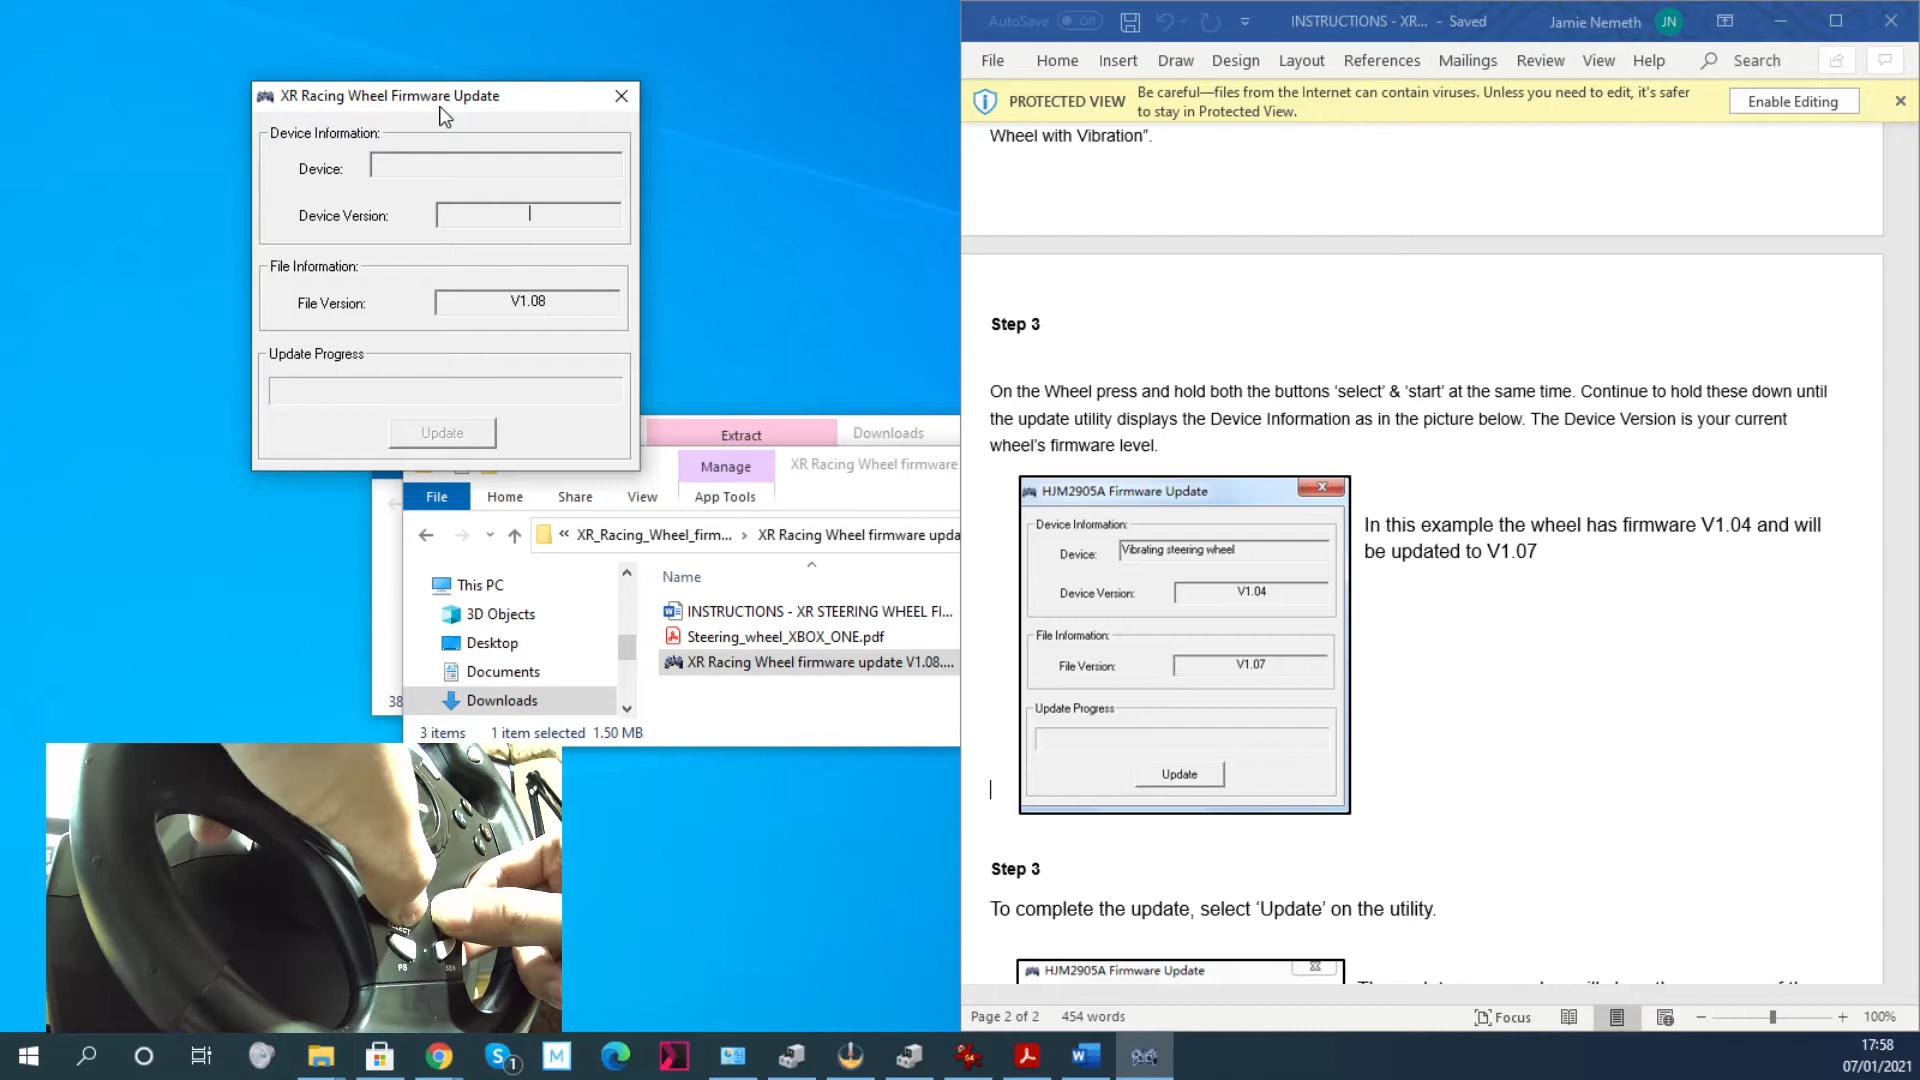 XR Racing Wheel Firmware Update
Device Information:
Device:
Device Version:
File Information:
File Version:
V1.08
Update Progress
Update
Extract
Downloads
Manage
XR Racing Wheel firmware
File
Home
Share
View
App Tools
«
XR_Racing_Wheel_firm...
XR Racing Wheel firmware upda
This PC
3D Objects
Desktop
Documents
Downloads
Name
INSTRUCTIONS - XR STEERING WHEEL FI...
Steering_wheel_XBOX_ONE.pdf
XR Racing Wheel firmware update V1.08....
38
3 items
1 item selected 1.50 MB
PS
AutoSave
Off
INSTRUCTIONS - XR... - Saved
Jamie Nemeth
JN
File
Home
Insert
Draw
Design
Layout
References
Mailings
Review
View
Help
Search
PROTECTED VIEW
Be careful—files from the Internet can contain viruses. Unless you need to edit, it's safer
to stay in Protected View.
Enable Editing
Wheel with Vibration”.
Step 3
On the Wheel press and hold both the buttons ‘select’ & ‘start’ at the same time. Continue to hold these down until
the update utility displays the Device Information as in the picture below. The Device Version is your current
wheel’s firmware level.
HJM2905A Firmware Update
Device Information:
Device:
Vibrating steering wheel
Device Version:
V1.04
File Information:
File Version:
V1.07
Update Progress
Update
In this example the wheel has firmware V1.04 and will
be updated to V1.07
Step 3
To complete the update, select ‘Update’ on the utility.
HJM2905A Firmware Update
Page 2 of 2
454 words
Focus
100%
S
1
M
64
W
17:58
07/01/2021